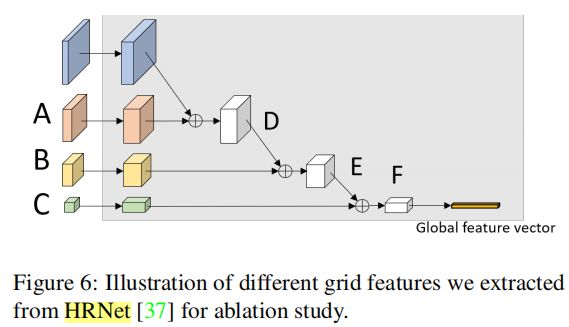 A
D
B
E
F
C
Global feature vector
Figure 6: Illustration of different grid features we extracted
from HRNet [37] for ablation study.